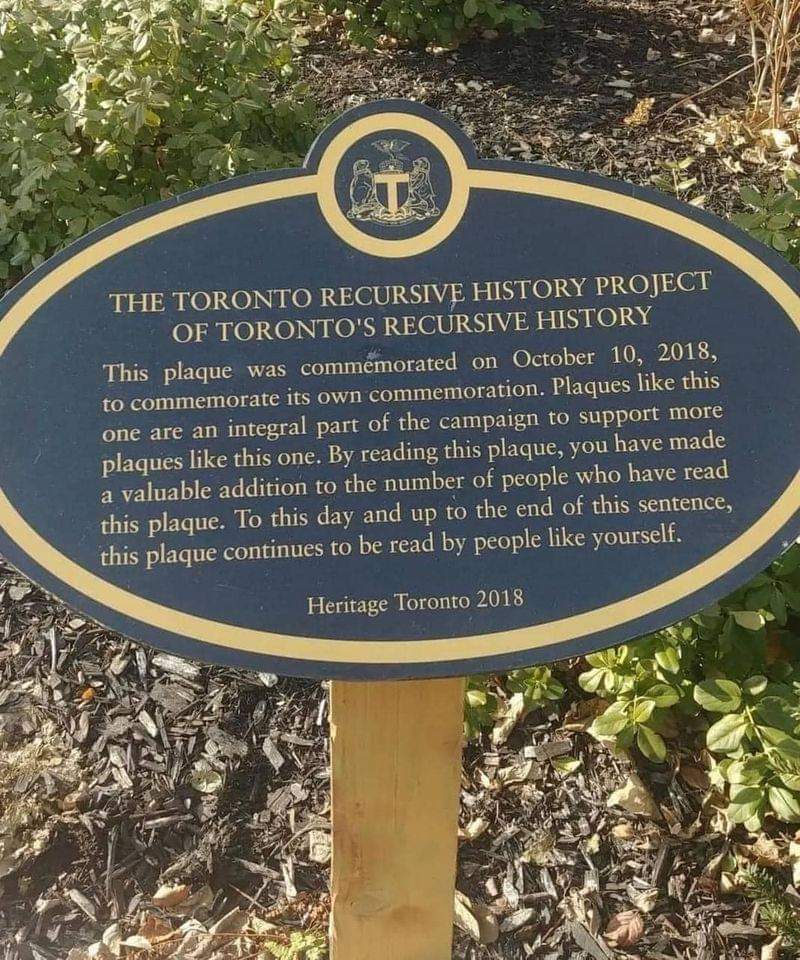 T
THE TORONTO RECURSIVE HISTORY PROJECT
OF TORONTO'S RECURSIVE HISTORY
This plaque was commemorated on October 10, 2018,
to commemorate its own commemoration. Plaques like this
one are an integral part of the campaign to support more
plaques like this one. By reading this plaque, you have made
a valuable addition to the number of people who have read
this plaque. To this day and up to the end of this sentence,
this plaque continues to be read by people like yourself.
Heritage Toronto 2018